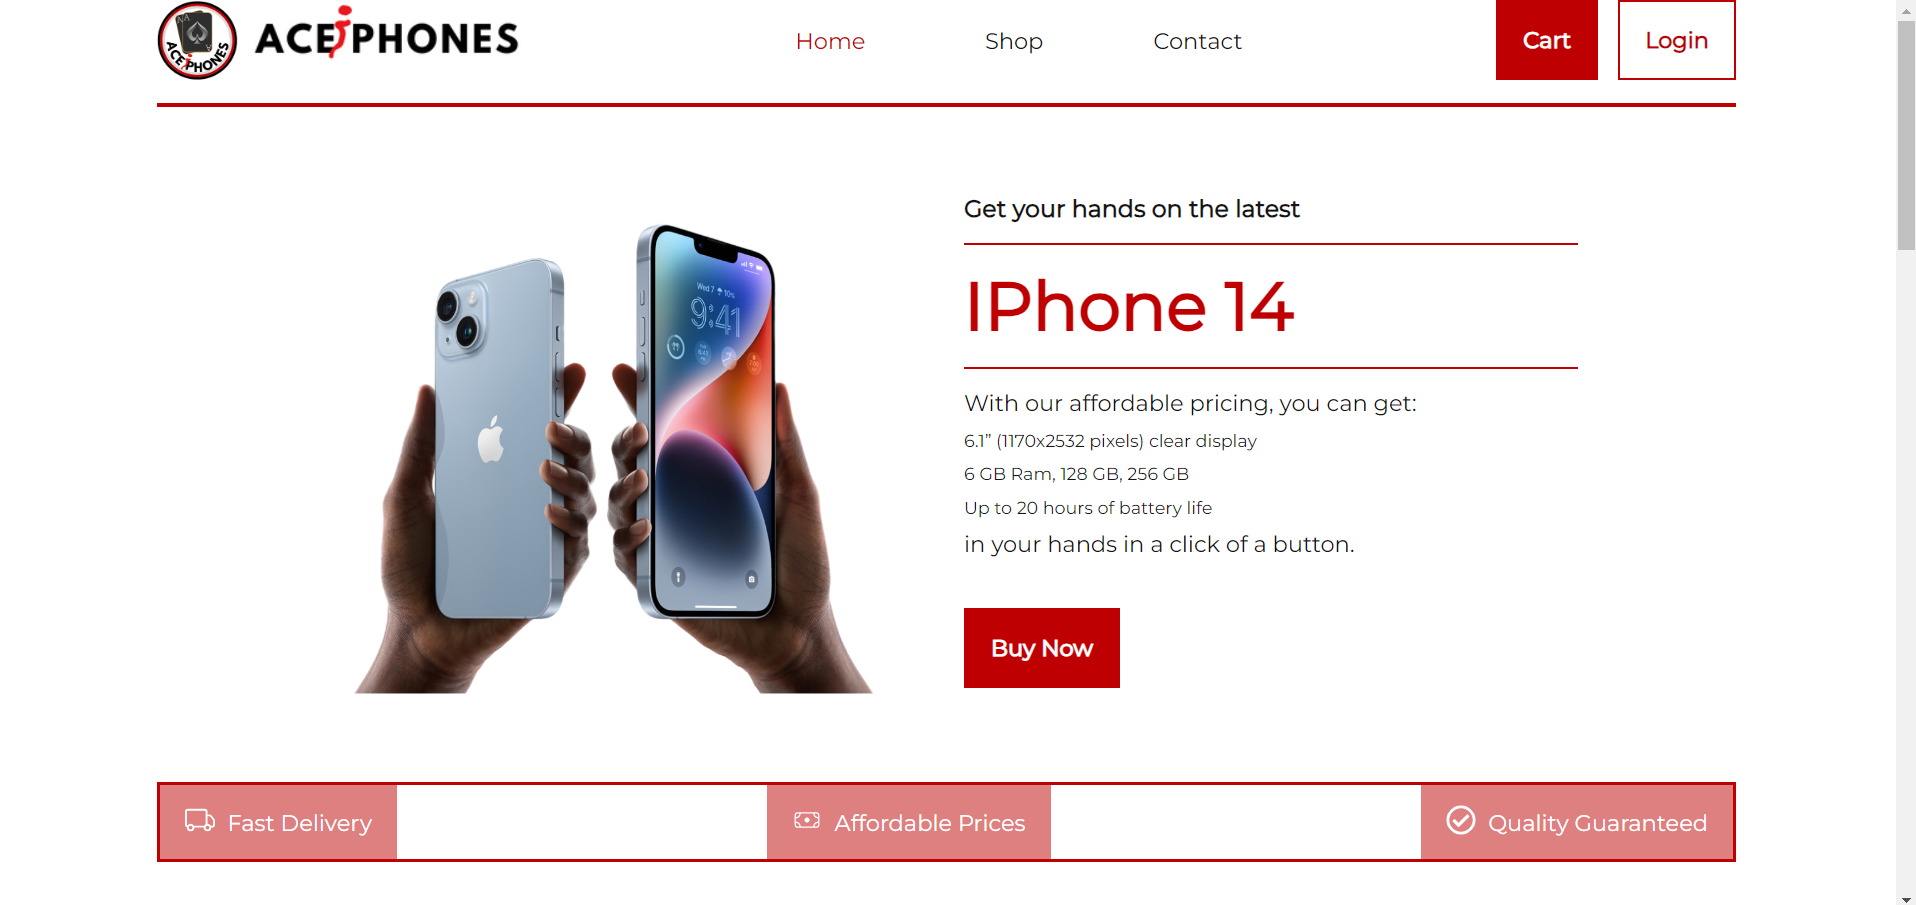 ACE iPHONES
ACEiPHONES
Home
Shop
Contact
Cart
Login
Get your hands on the latest
IPhone 14
With our affordable pricing, you can get:
6.1” (1170x2532 pixels) clear display
6 GB Ram, 128 GB, 256 GB
Up to 20 hours of battery life
in your hands in a click of a button.
Buy Now
Wed 7 10%
9:41
Fast Delivery
Affordable Prices
Quality Guaranteed